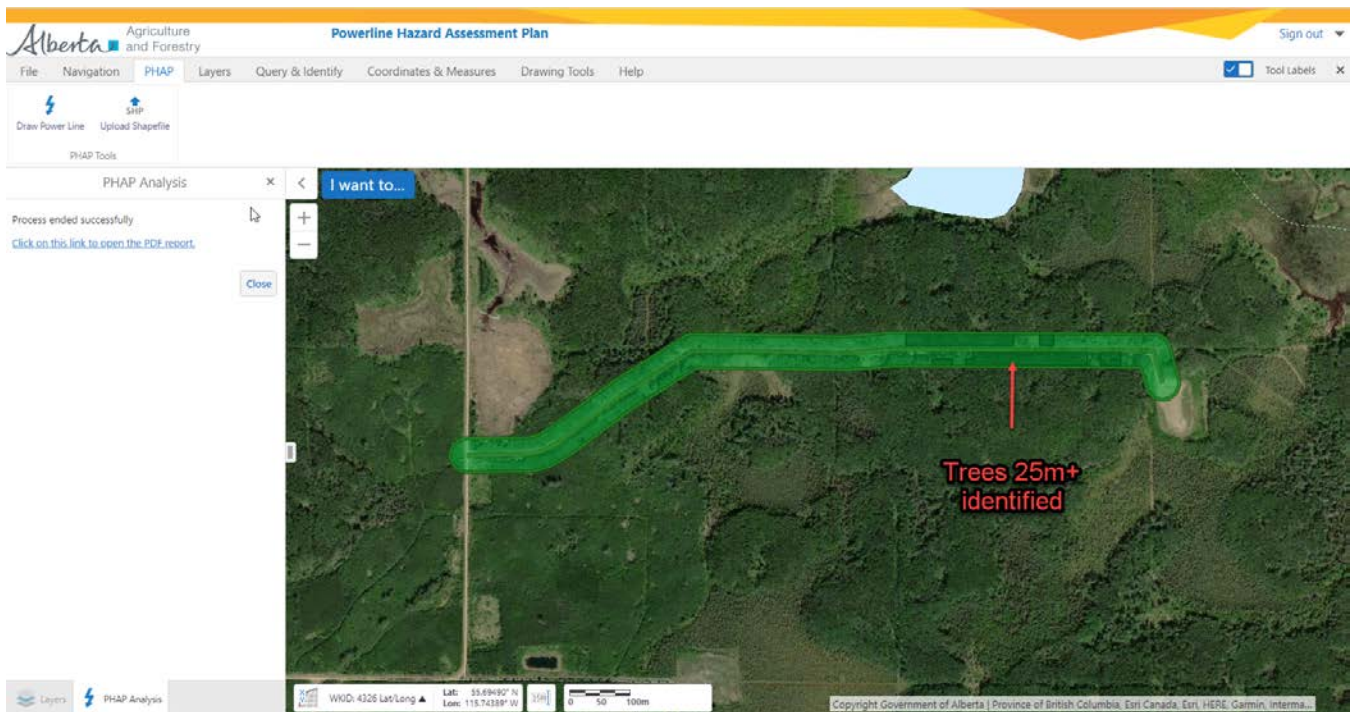 Alberta
Agriculture
and Forestry
Powerline Hazard Assessment Plan
Sign out
File Navigation PHAP Layers Query & Identify Coordinates & Measures Drawing Tools Help
Tool Labels
SHP
Draw Power Line Upload Shapefile
PHAP Tools
PHAP Analysis
I want to...
Process ended successfully
Click on this link to open the PDF report.
Close
Trees 25m+
identified
Layers PHAP Analysis
WKID: 4326 Lat/Long
Lat: 55.69490° N
Lon: 115.74389° W
0 50 100m
Copyright Government of Alberta | Province of British Columbia, Esri Canada, Esri, HERE, Garmin, Interma...